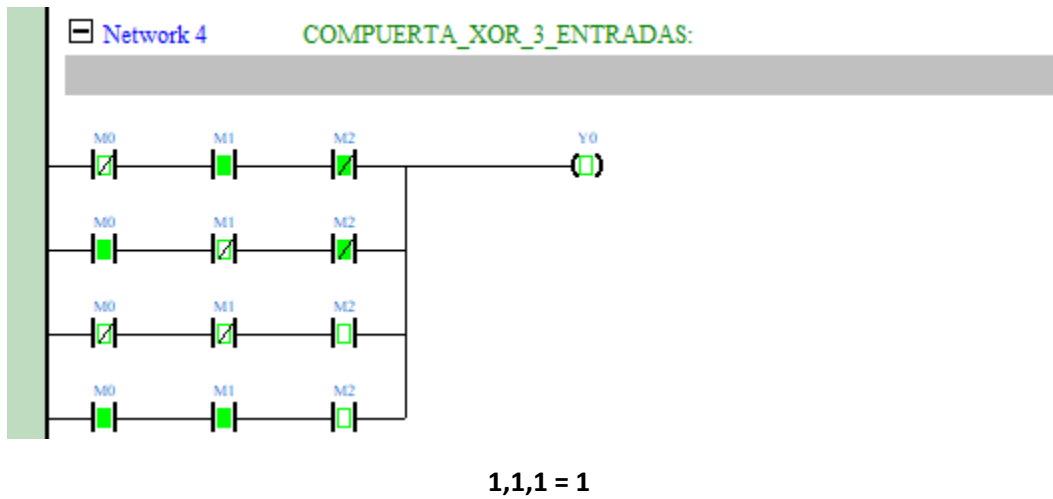 Network 4 COMPUERTA_XOR_3_ENTRADAS:
M0 M1 M2 Y0
M0 M1 M2
M0 M1 M2
M0 M1 M2
1,1,1 = 1